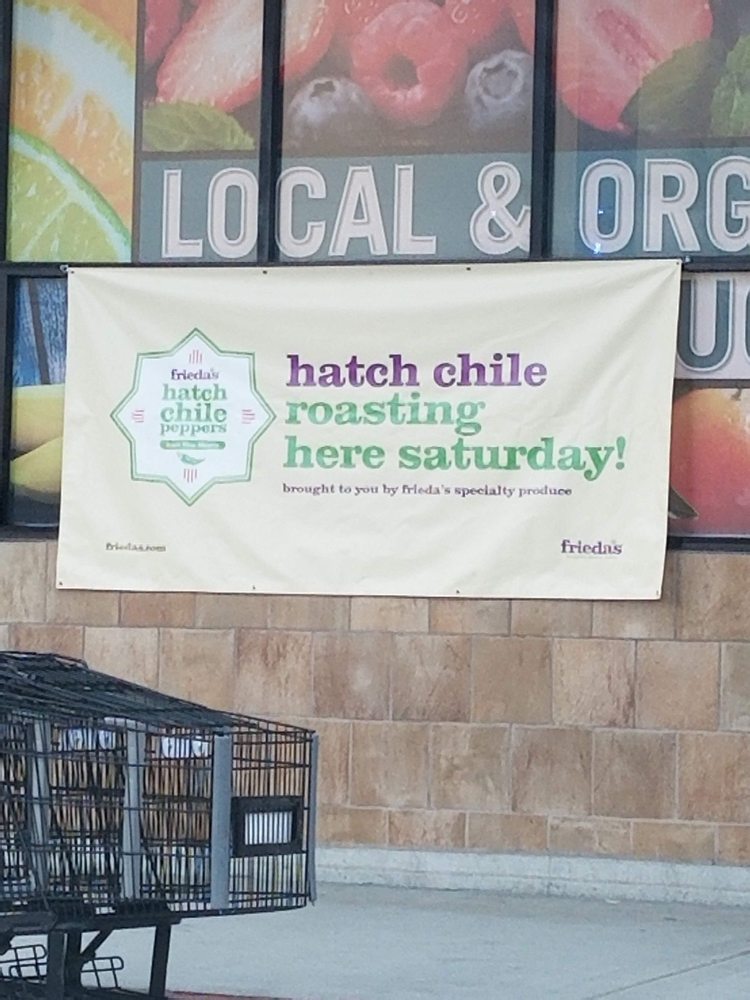 LOCAL & ORG
UC
frieda's
hatch
chile
peppers
hatch chile
roasting
here saturday!
brought to you by frieda's specialty produce
friedas.com
frieda's